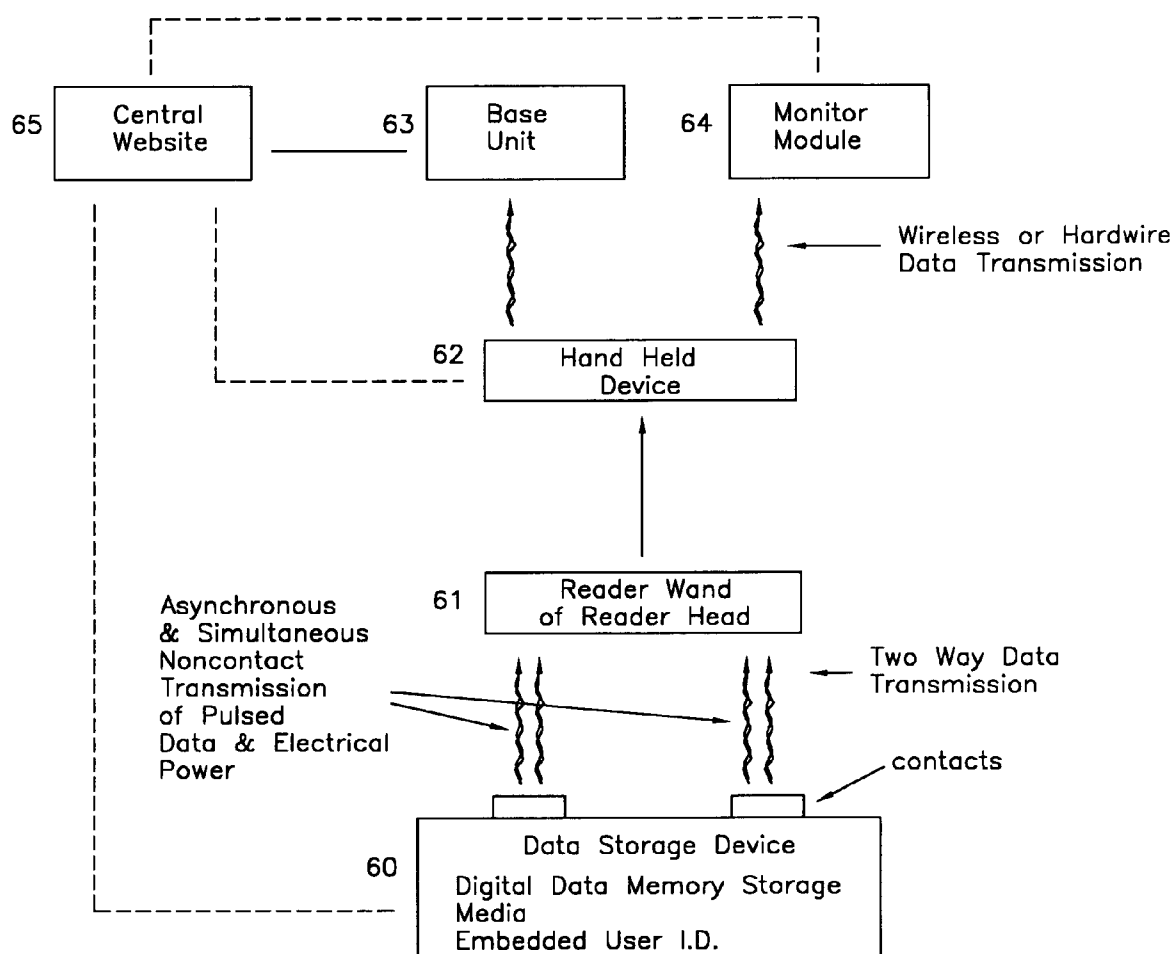 65
Central
Website
63
Base
Unit
64
Monitor
Module
Wireless or Hardwire
Data Transmission
62
Hand Held
Device
61
Reader Wand
of Reader Head
Asynchronous
& Simultaneous
Noncontact
Transmission
of Pulsed
Data & Electrical
Power
Two Way Data
Transmission
contacts
60
Data Storage Device
Digital Data Memory Storage
Media
Embedded User I.D.